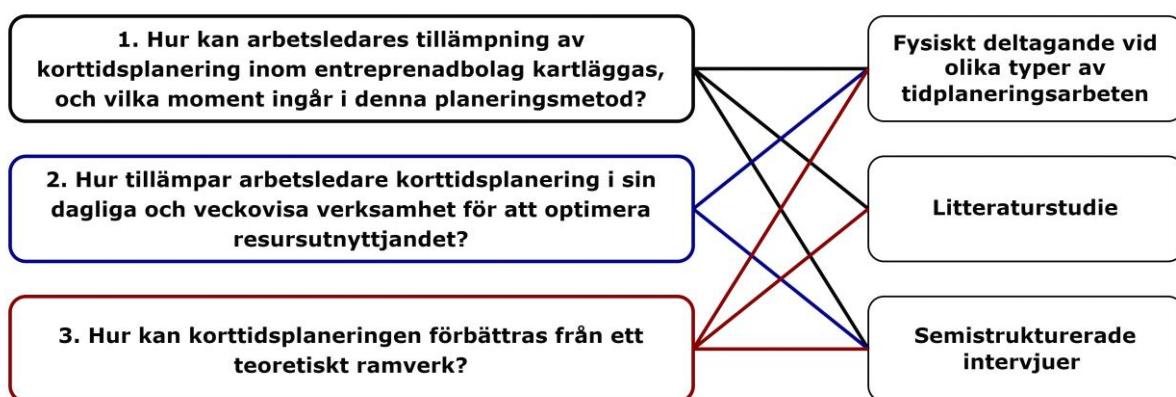 1. Hur kan arbetsledares tillämpning av
korttidsplanering inom entreprenadbolag kartläggas,
och vilka moment ingår i denna planeringsmetod?
2. Hur tillämpar arbetsledare korttidsplanering i sin
dagliga och veckovisa verksamhet för att optimera
resursutnyttjandet?
3. Hur kan korttidsplaneringen förbättras från ett
teoretiskt ramverk?
Fysiskt deltagande vid
olika typer av
tidplaneringsarbeten
Litteraturstudie
Semistrukturerade
intervjuer